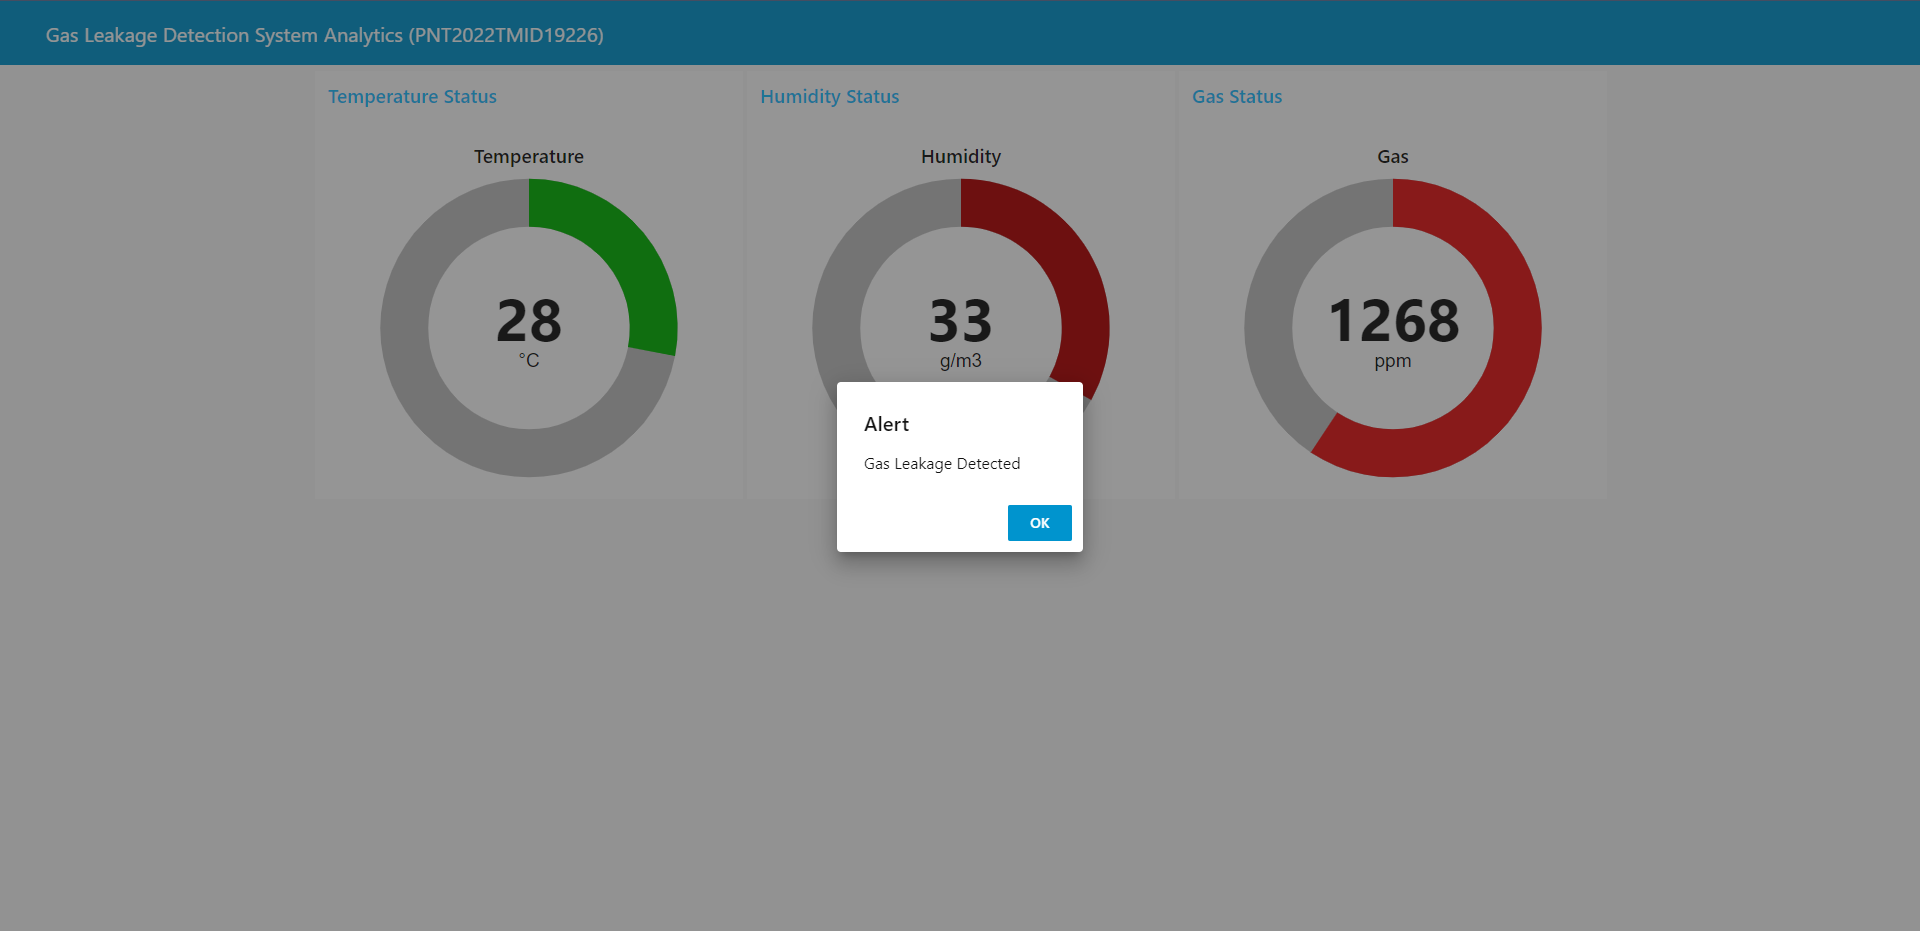 Gas Leakage Detection System Analytics (PNT2022TMID19226)
Temperature Status
Temperature
28
°C
Humidity Status
Humidity
33
g/m3
Gas Status
Gas
1268
ppm
Alert
Gas Leakage Detected
OK